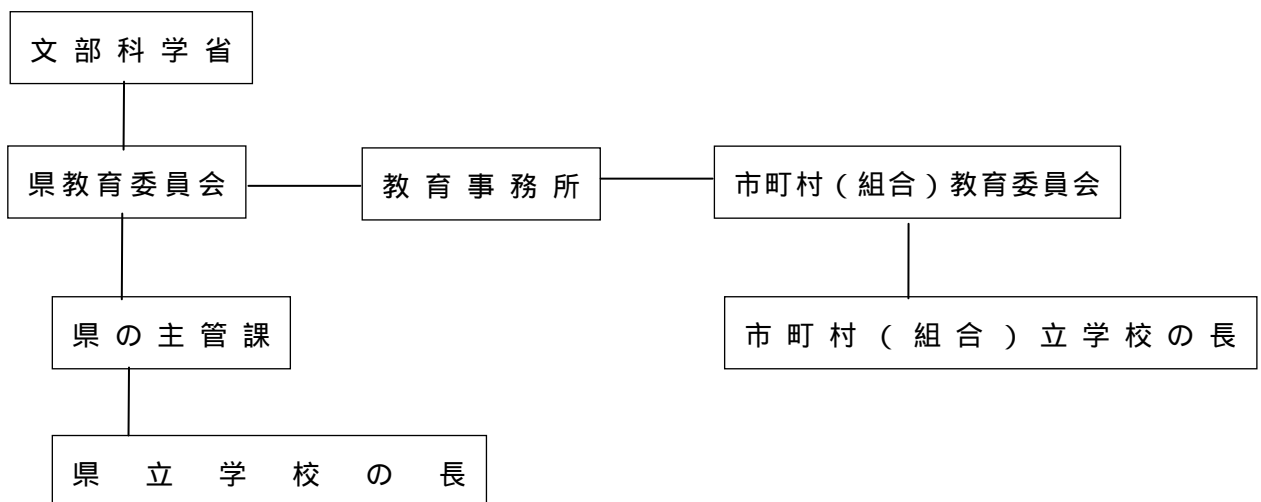 文部科学省
県教育委員会
教育事務所
市町村(組合)教育委員会
県の主管課
市町村(組合)立学校の長
県立学校の長